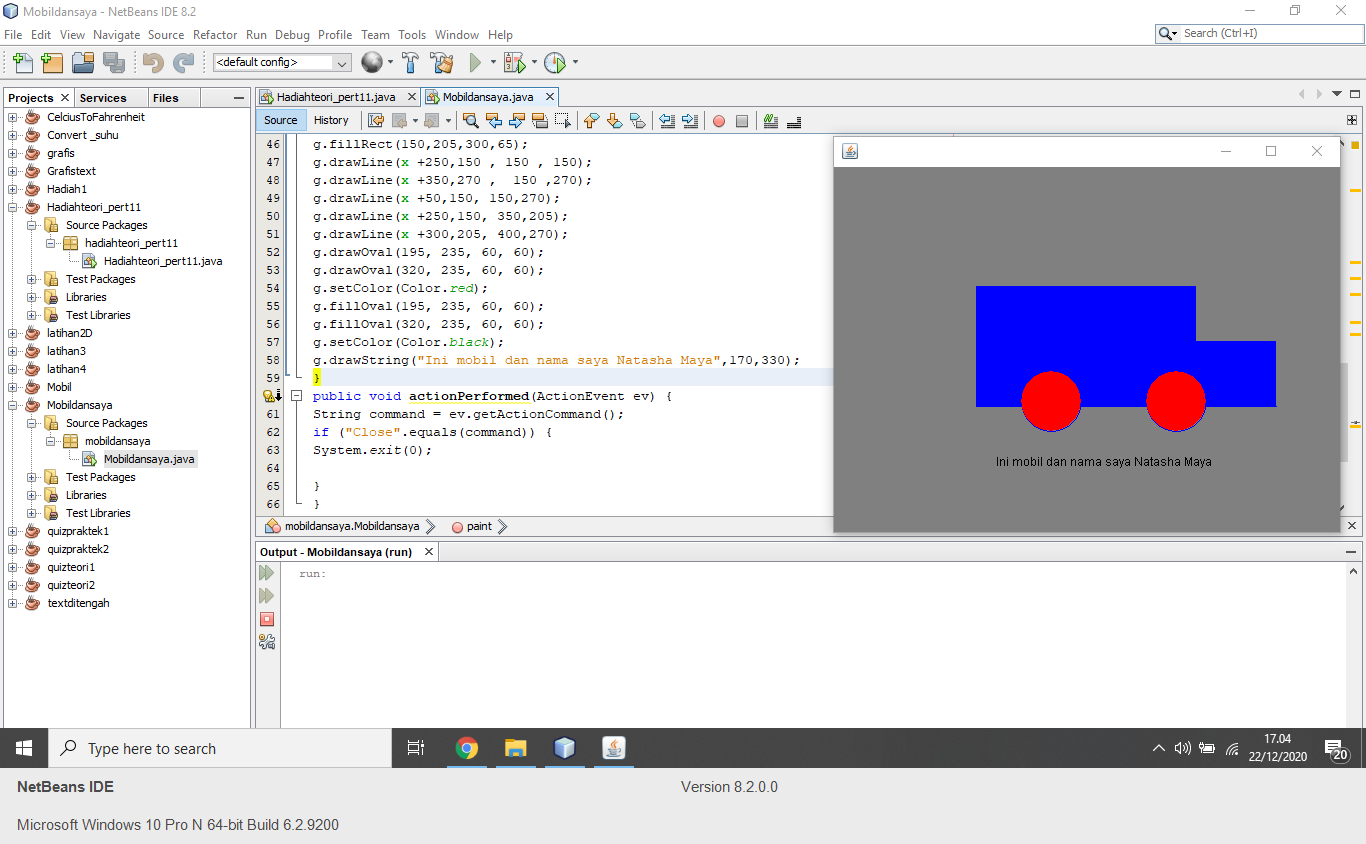 Mobildansaya - NetBeans IDE 8.2
File Edit View Navigate Source Refactor Run Debug Profile Team Tools Window Help
Search (Ctrl+I)
<default config>
Projects Services Files
CelciusToFahrenheit
Convert _suhu
grafis
Grafistext
Hadiah1
Hadiahteori_pert11
Source Packages
hadiahteori_pert11
Hadiahteori_pert11.java
Test Packages
Libraries
Test Libraries
latihan2D
latihan3
latihan4
Mobil
Mobildansaya
Source Packages
mobildansaya
Mobildansaya.java
Test Packages
Libraries
Test Libraries
quizpraktek1
quizpraktek2
quizteori1
quizteori2
textditengah
Hadiahteori_pert11.java Mobildansaya.java
Source History
46 g.fillRect(150,205,300,65);
47 g.drawLine(x +250,150 , 150 , 150);
48 g.drawLine(x +350,270 ,  150 ,270);
49 g.drawLine(x +50,150, 150,270);
50 g.drawLine(x +250,150, 350,205);
51 g.drawLine(x +300,205, 400,270);
52 g.drawOval(195, 235, 60, 60);
53 g.drawOval(320, 235, 60, 60);
54 g.setColor(Color.red);
55 g.fillOval(195, 235, 60, 60);
56 g.fillOval(320, 235, 60, 60);
57 g.setColor(Color.black);
58 g.drawString("Ini mobil dan nama saya Natasha Maya",170,330);
59 }
public void actionPerformed(ActionEvent ev) {
61 String command = ev.getActionCommand();
62 if ("Close".equals(command)) {
63 System.exit(0);
64
65 }
66 }
mobildansaya.Mobildansaya paint
Ini mobil dan nama saya Natasha Maya
Output - Mobildansaya (run)
run:
Type here to search
17.04
22/12/2020
20
NetBeans IDE Version 8.2.0.0
Microsoft Windows 10 Pro N 64-bit Build 6.2.9200